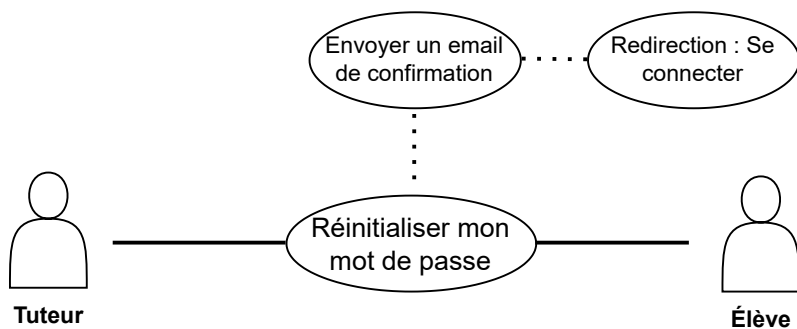 Envoyer un email
de confirmation
Redirection : Se
connecter
Réinitialiser mon
mot de passe
Tuteur
Élève